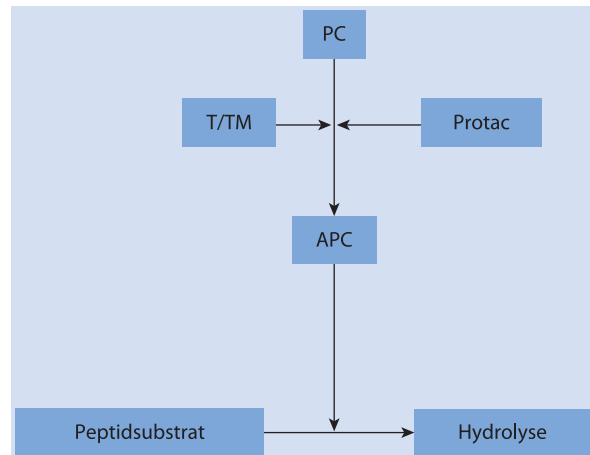 PC
T/TM
Protac
APC
Peptidsubstrat
Hydrolyse